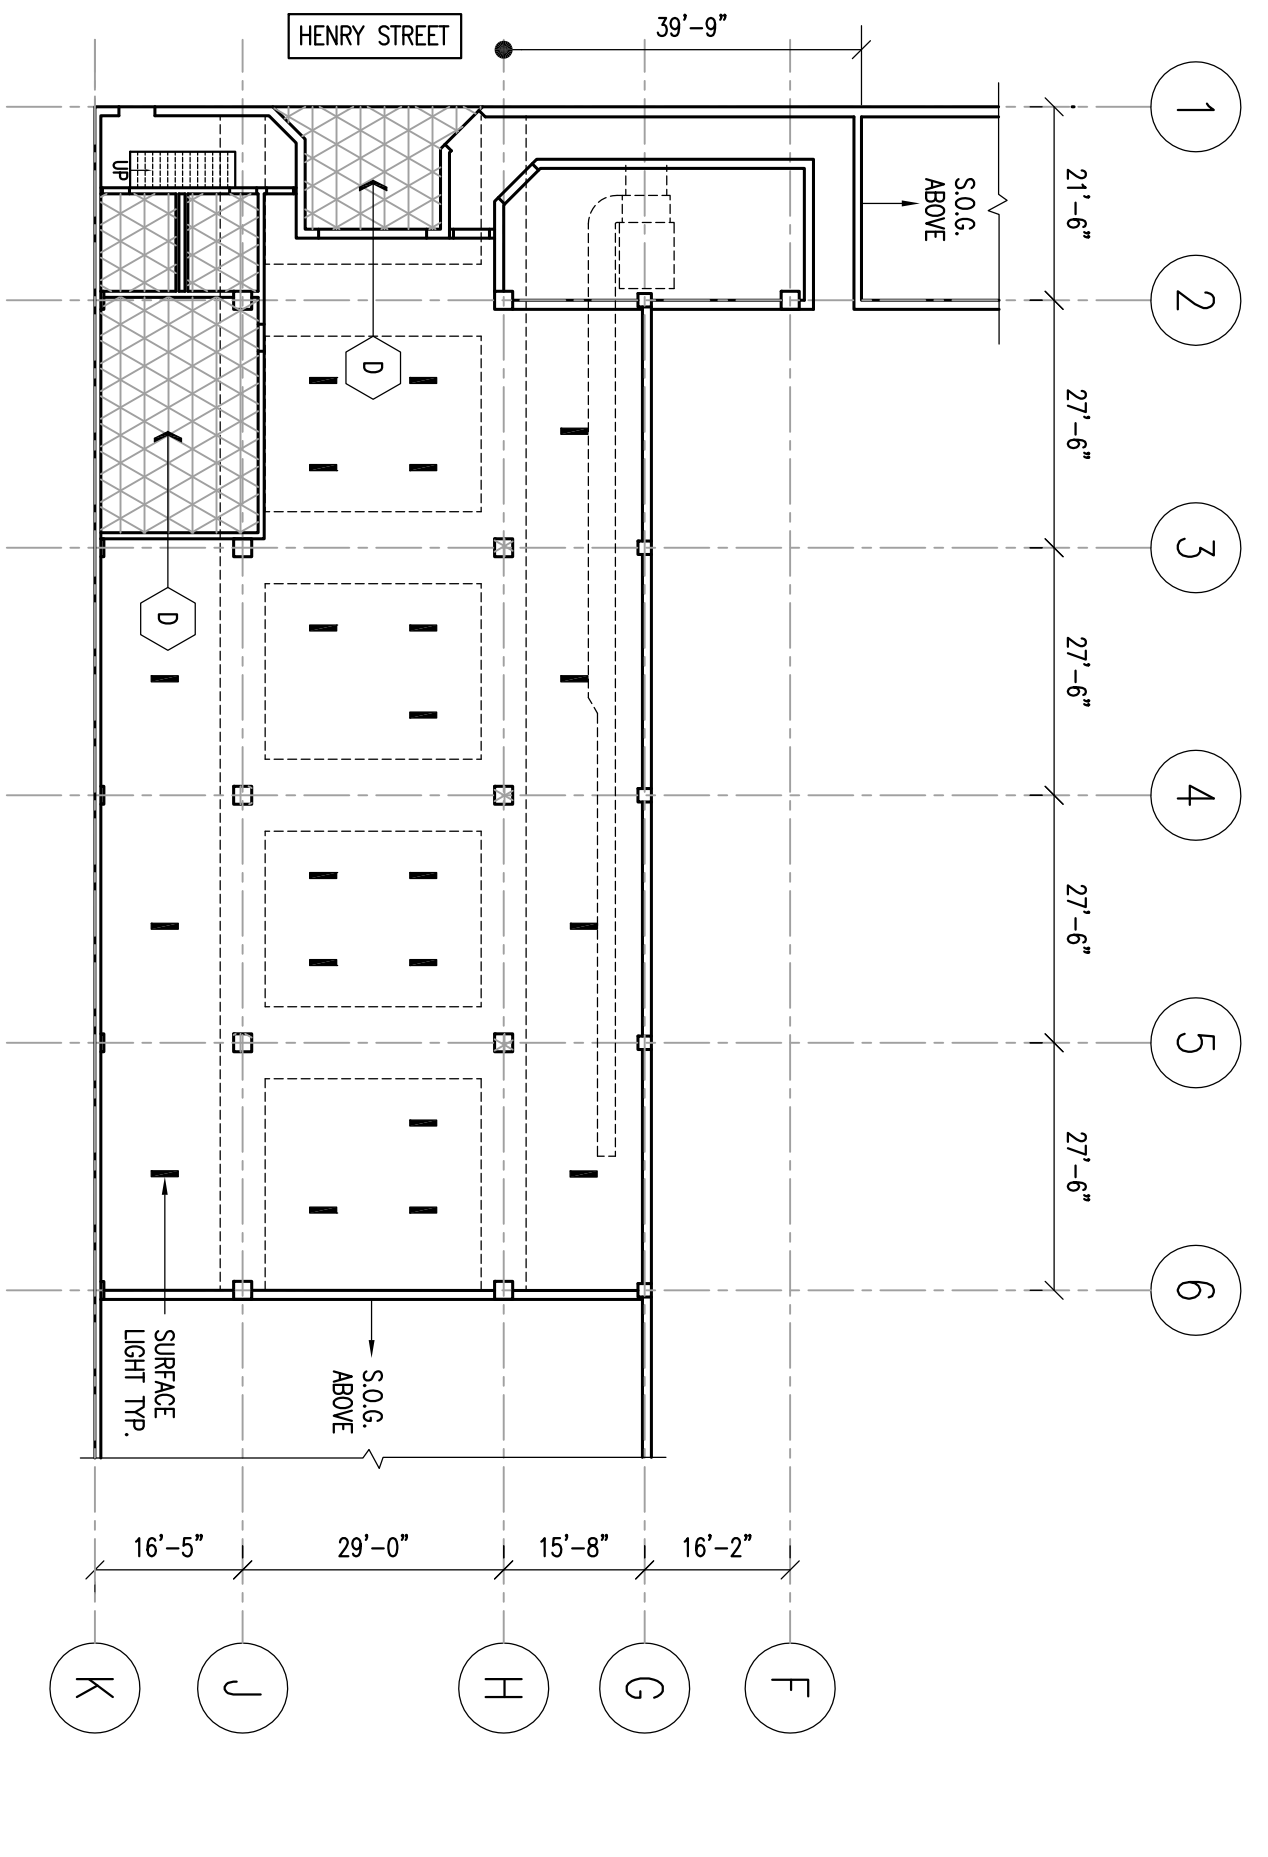 HENRY STREET
39'-9"
1
21'-6"
S.O.G.
ABOVE
UP
2
D
27'-6"
3
D
27'-6"
4
27'-6"
5
27'-6"
6
SURFACE
LIGHT TYP.
S.O.G.
ABOVE
16'-5"
29'-0"
15'-8"
16'-2"
K
J
H
G
F